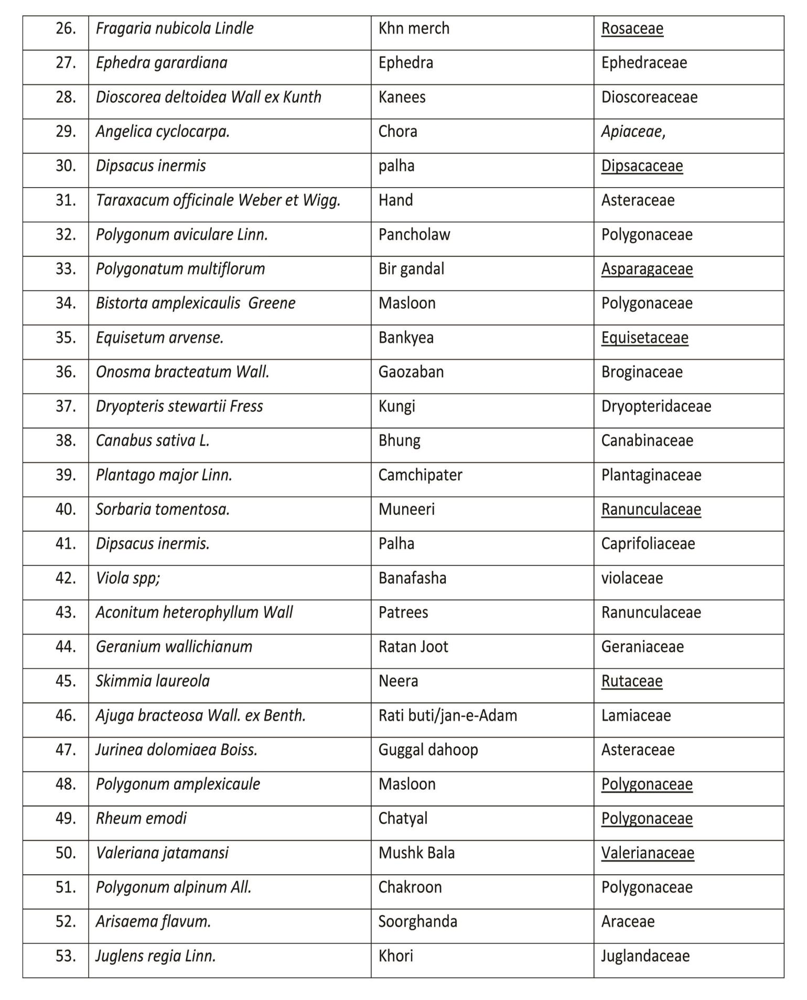 26. Fragaria nubicola Lindle Khn merch Rosaceae
27. Ephedra garardiana Ephedra Ephedraceae
28. Dioscorea deltoidea Wall ex Kunth Kanees Dioscoreaceae
29. Angelica cyclocarpa. Chora Apiaceae,
30. Dipsacus inermis palha Dipsacaceae
31. Taraxacum officinale Weber et Wigg. Hand Asteraceae
32. Polygonum aviculare Linn. Pancholaw Polygonaceae
33. Polygonatum multiflorum Bir gandal Asparagaceae
34. Bistorta amplexicaulis Greene Masloon Polygonaceae
35. Equisetum arvense. Bankyea Equisetaceae
36. Onosma bracteatum Wall. Gaozaban Broginaceae
37. Dryopteris stewartii Fress Kungi Dryopteridaceae
38. Canabus sativa L. Bhung Canabinaceae
39. Plantago major Linn. Camchipater Plantaginaceae
40. Sorbaria tomentosa. Muneeri Ranunculaceae
41. Dipsacus inermis. Palha Caprifoliaceae
42. Viola spp; Banafasha violaceae
43. Aconitum heterophyllum Wall Patrees Ranunculaceae
44. Geranium wallichianum Ratan Joot Geraniaceae
45. Skimmia laureola Neera Rutaceae
46. Ajuga bracteosa Wall. ex Benth. Rati buti/jan-e-Adam Lamiaceae
47. Jurinea dolomiaea Boiss. Guggal dahoop Asteraceae
48. Polygonum amplexicaule Masloon Polygonaceae
49. Rheum emodi Chatyal Polygonaceae
50. Valeriana jatamansi Mushk Bala Valerianaceae
51. Polygonum alpinum All. Chakroon Polygonaceae
52. Arisaema flavum. Soorghanda Araceae
53. Juglens regia Linn. Khori Juglandaceae